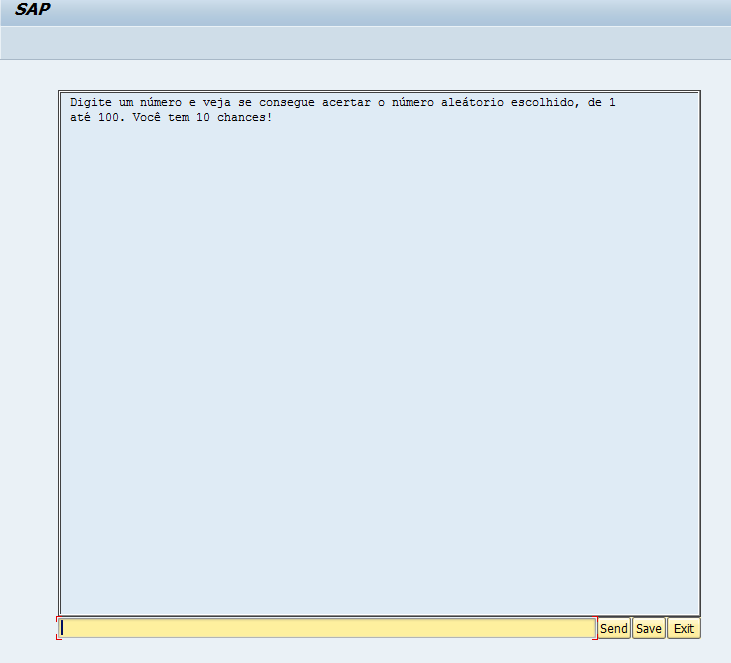 SAP
Digite um número e veja se consegue acertar o número aleátorio escolhido, de 1
até 100. Você tem 10 chances!
Send Save Exit